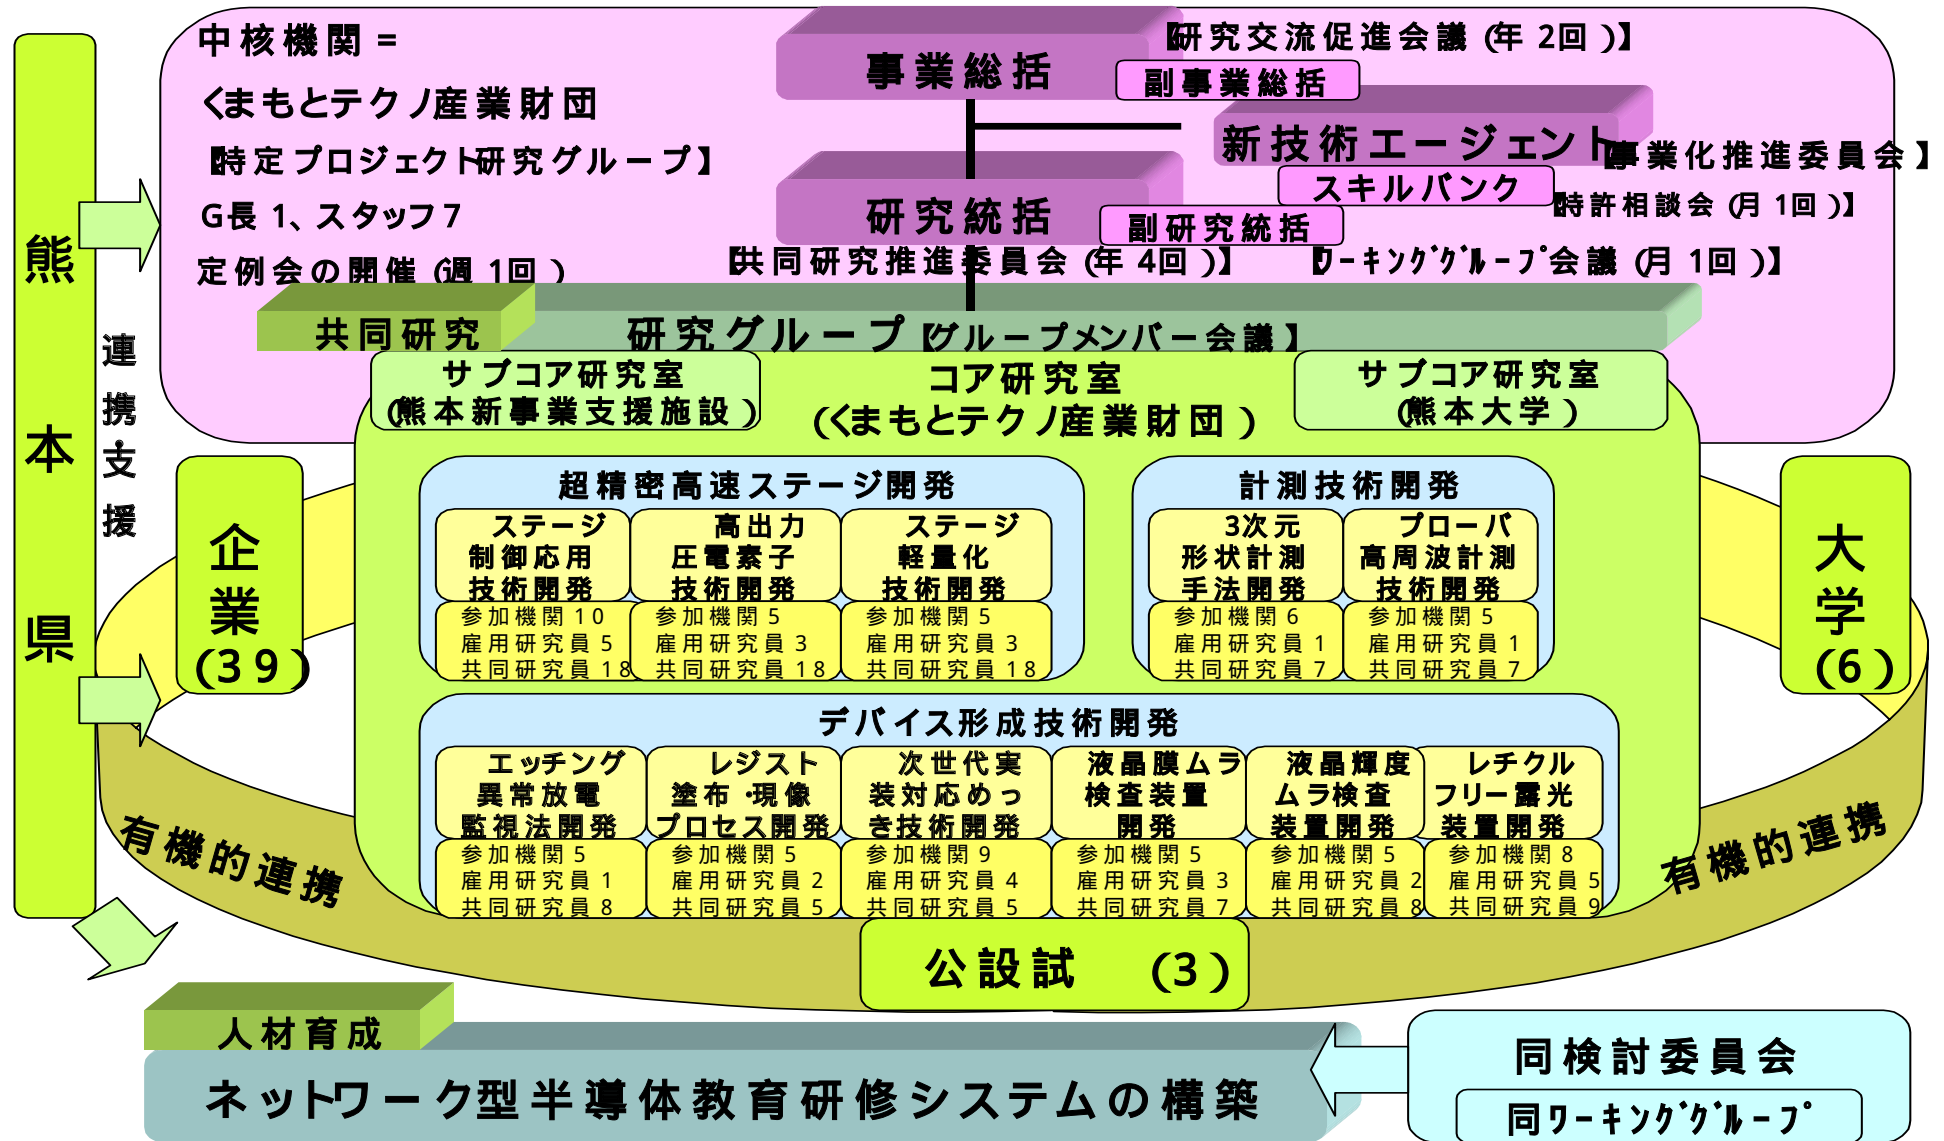 中核機関=
くまもとテクノ産業財団
【特定プロジェクト研究グループ】
G長1、スタッフ7
定例会の開催(週1回)
事業総括
副事業総括
【研究交流促進会議(年2回)】
新技術エージェント
スキルバンク
【事業化推進委員会】
【特許相談会(月1回)】
研究統括
副研究統括
【共同研究推進委員会(年4回)】
【ワーキンググループ会議(月1回)】
熊本県
連携・支援
共同研究
研究グループ【グループメンバー会議】
サブコア研究室
(熊本新事業支援施設)
コア研究室
(くまもとテクノ産業財団)
サブコア研究室
(熊本大学)
企業
(39)
大学
(6)
超精密高速ステージ開発
ステージ
制御応用
技術開発
参加機関10
雇用研究員5
共同研究員18
高出力
圧電素子
技術開発
参加機関5
雇用研究員3
共同研究員18
ステージ
軽量化
技術開発
参加機関5
雇用研究員3
共同研究員18
計測技術開発
3次元
形状計測
手法開発
参加機関6
雇用研究員1
共同研究員7
プローバ
高周波計測
技術開発
参加機関5
雇用研究員1
共同研究員7
デバイス形成技術開発
エッチング
異常放電
監視法開発
参加機関5
雇用研究員1
共同研究員8
レジスト
塗布・現像
プロセス開発
参加機関5
雇用研究員2
共同研究員5
次世代実
装対応めっ
き技術開発
参加機関9
雇用研究員4
共同研究員5
液晶膜ムラ
検査装置
開発
参加機関5
雇用研究員3
共同研究員7
液晶輝度
ムラ検査
装置開発
参加機関5
雇用研究員2
共同研究員8
レチクル
フリー露光
装置開発
参加機関8
雇用研究員5
共同研究員9
有機的連携
有機的連携
公設試 (3)
人材育成
ネットワーク型半導体教育研修システムの構築
同検討委員会
同ワーキンググループ